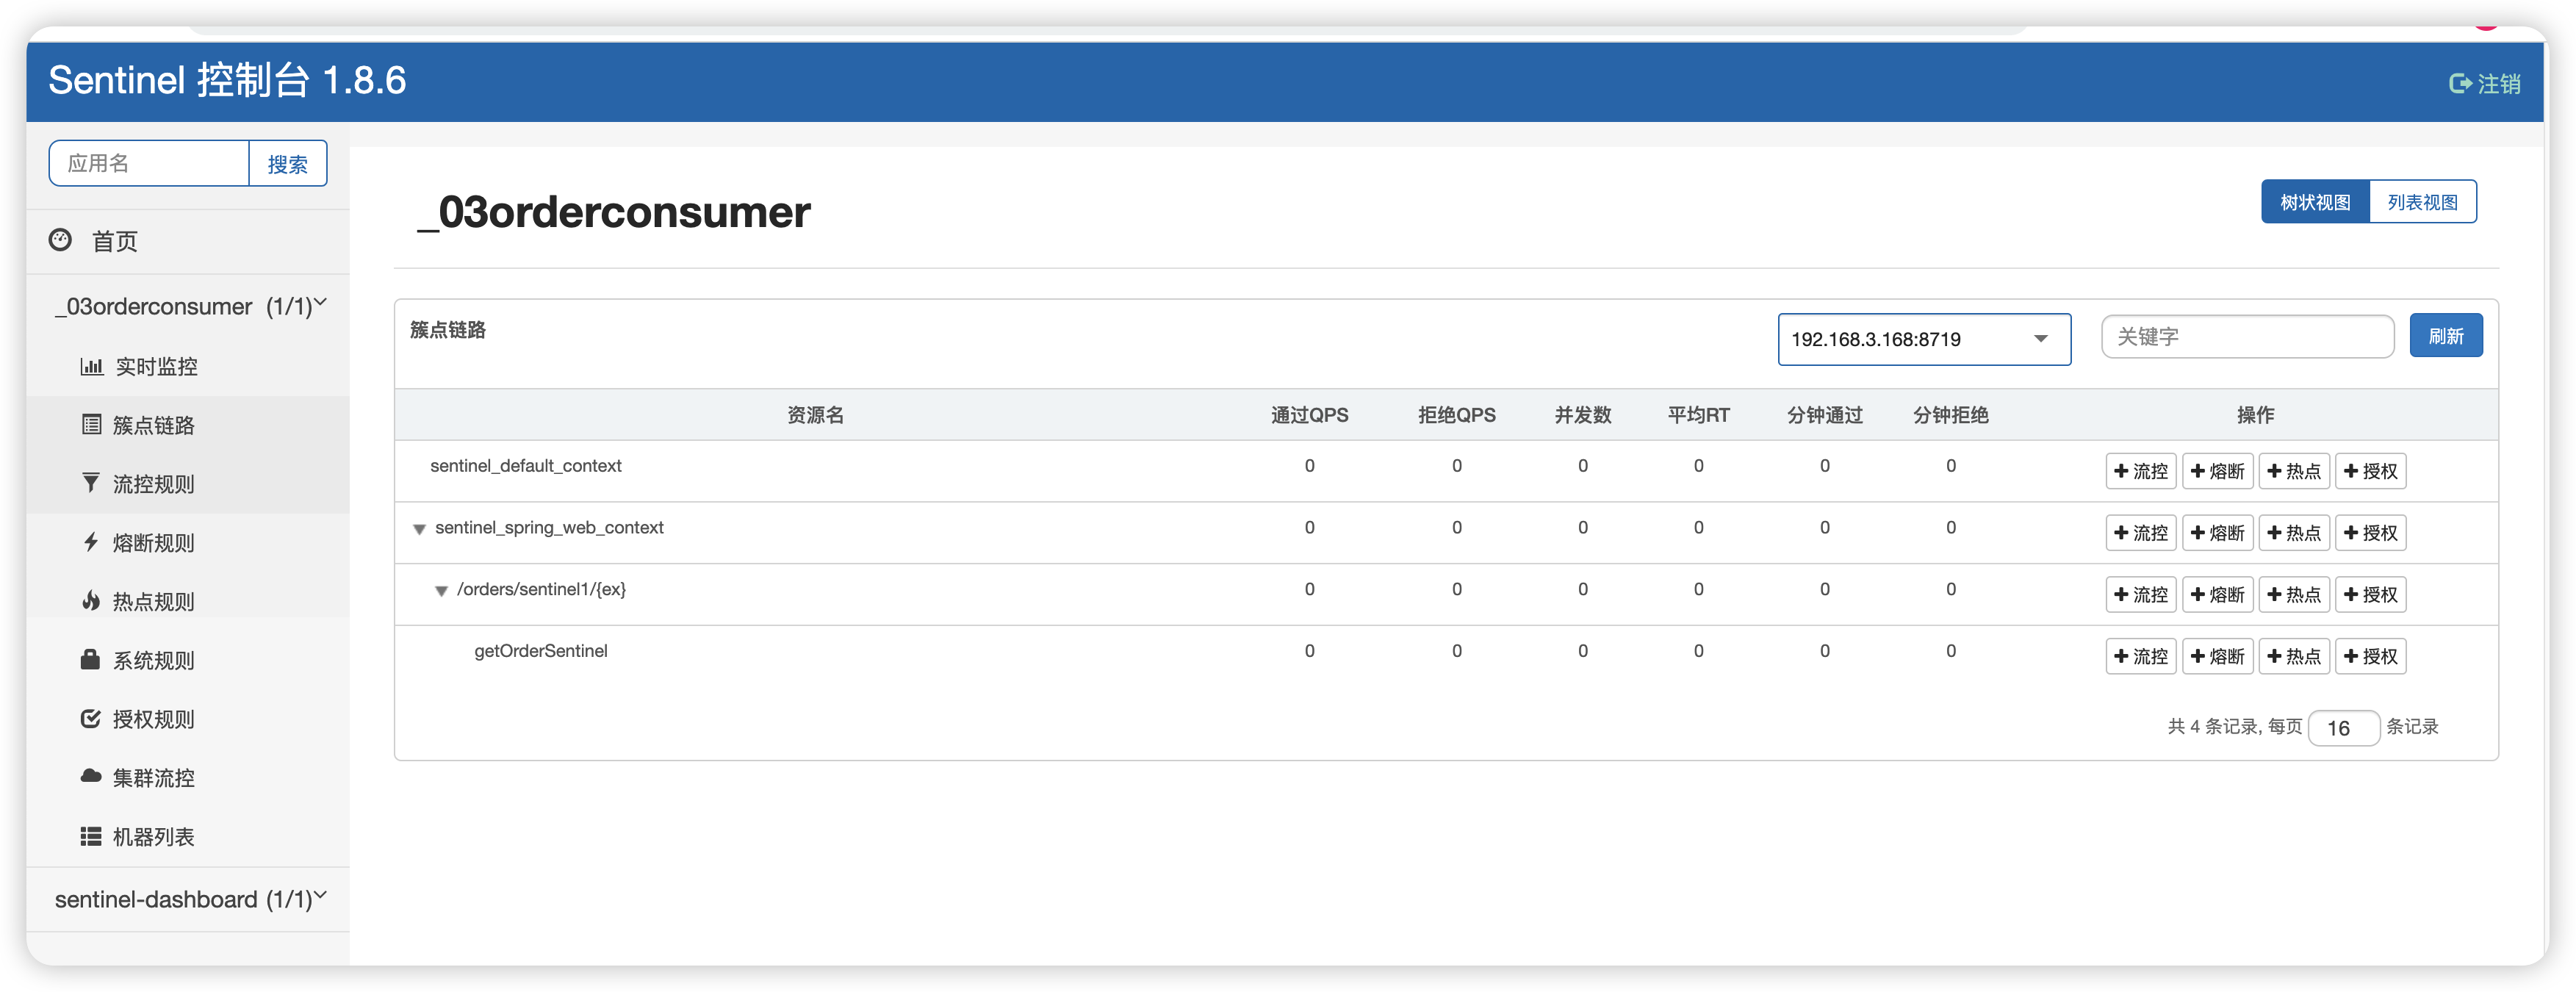 Sentinel 控制台 1.8.6
注销
应用名 搜索
首页
_03orderconsumer (1/1)
实时监控
簇点链路
流控规则
熔断规则
热点规则
系统规则
授权规则
集群流控
机器列表
sentinel-dashboard (1/1)
_03orderconsumer
树状视图 列表视图
簇点链路 192.168.3.168:8719 关键字 刷新
资源名 通过QPS 拒绝QPS 并发数 平均RT 分钟通过 分钟拒绝 操作
sentinel_default_context 0 0 0 0 0 0 流控 熔断 热点 授权
sentinel_spring_web_context 0 0 0 0 0 0 流控 熔断 热点 授权
/orders/sentinel1/{ex} 0 0 0 0 0 0 流控 熔断 热点 授权
getOrderSentinel 0 0 0 0 0 0 流控 熔断 热点 授权
共 4 条记录, 每页 16 条记录